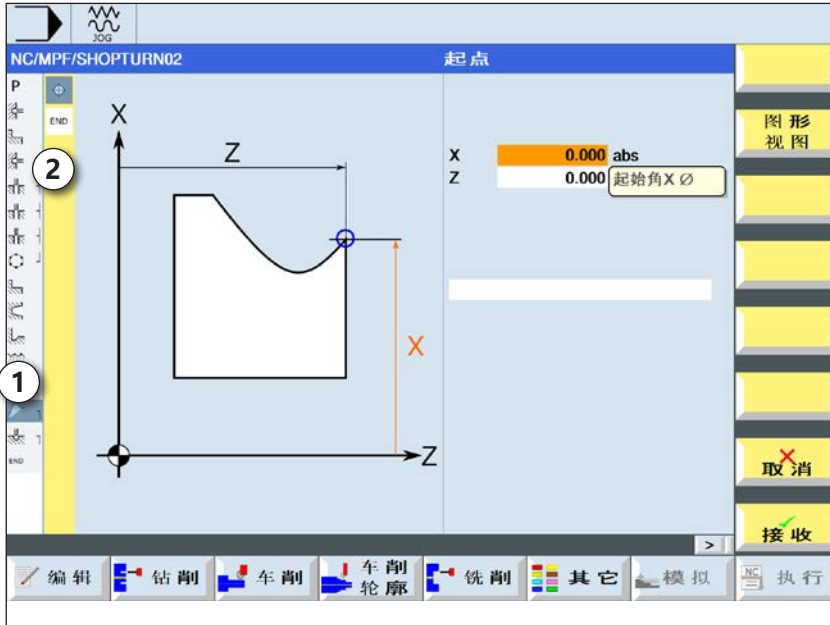 JOG
NC/MPF/SHOPTURN02
起点
P
END
X
Z
X 0.000 abs
Z 0.000 起始角X ∅
2
1
X
Z
END
图形
视图
取消
接收
>
编辑
钻削
车削
车削
轮廓
铣削
其它
模拟
NC
执行